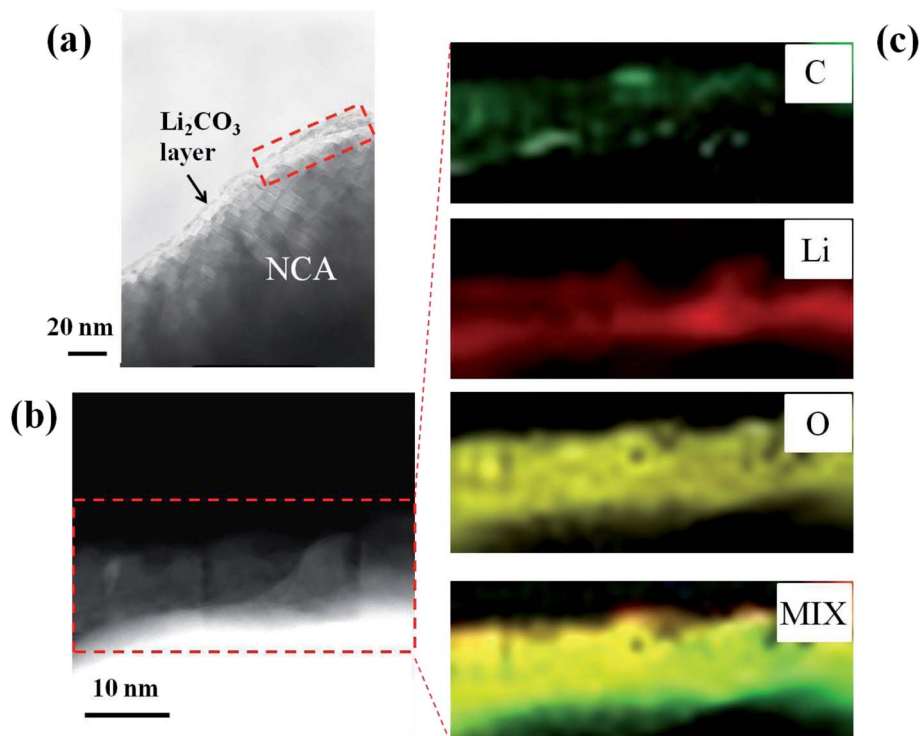 (a)
Li₂CO₃
layer
NCA
20 nm
(b)
10 nm
(c)
C
Li
O
MIX